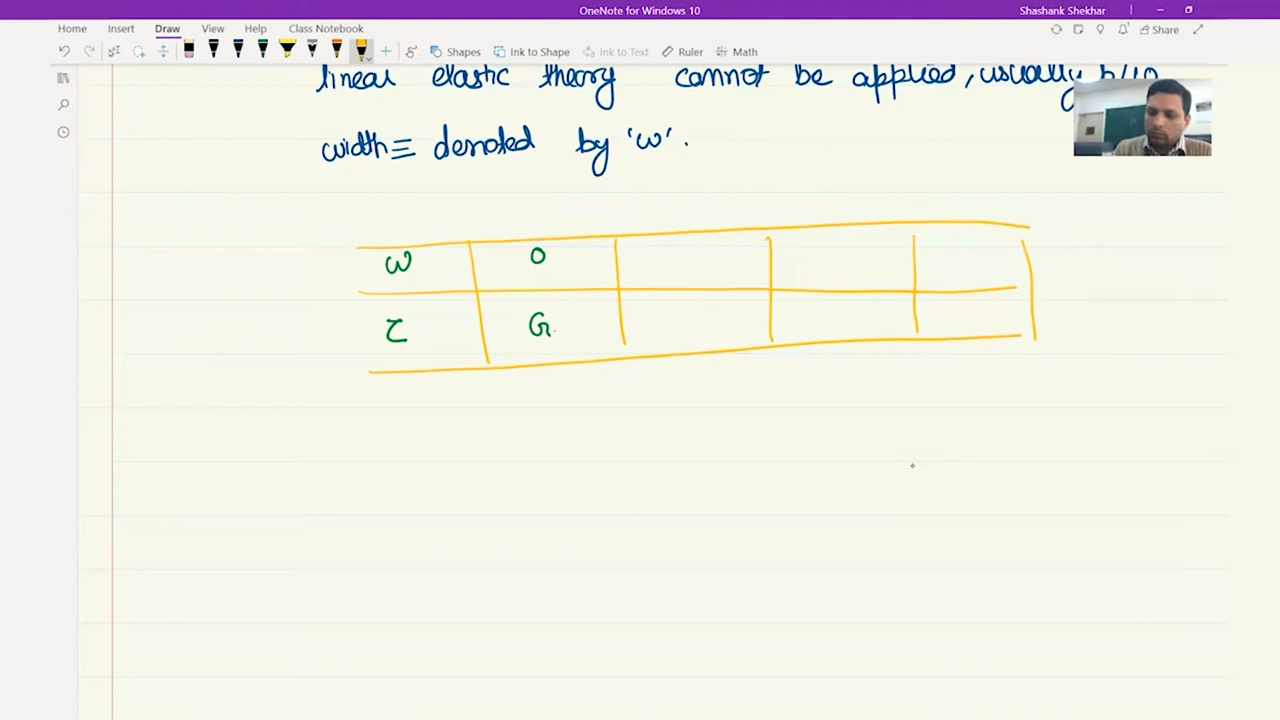 OneNote for Windows 10
Shashank Shekhar
Home Insert Draw View Help Class Notebook
Share
Shapes Ink to Shape Ink to Text Ruler Math
linear elastic theory cannot be applied, usually b/10
width ≡ denoted by 'w'.
w 0
τ G